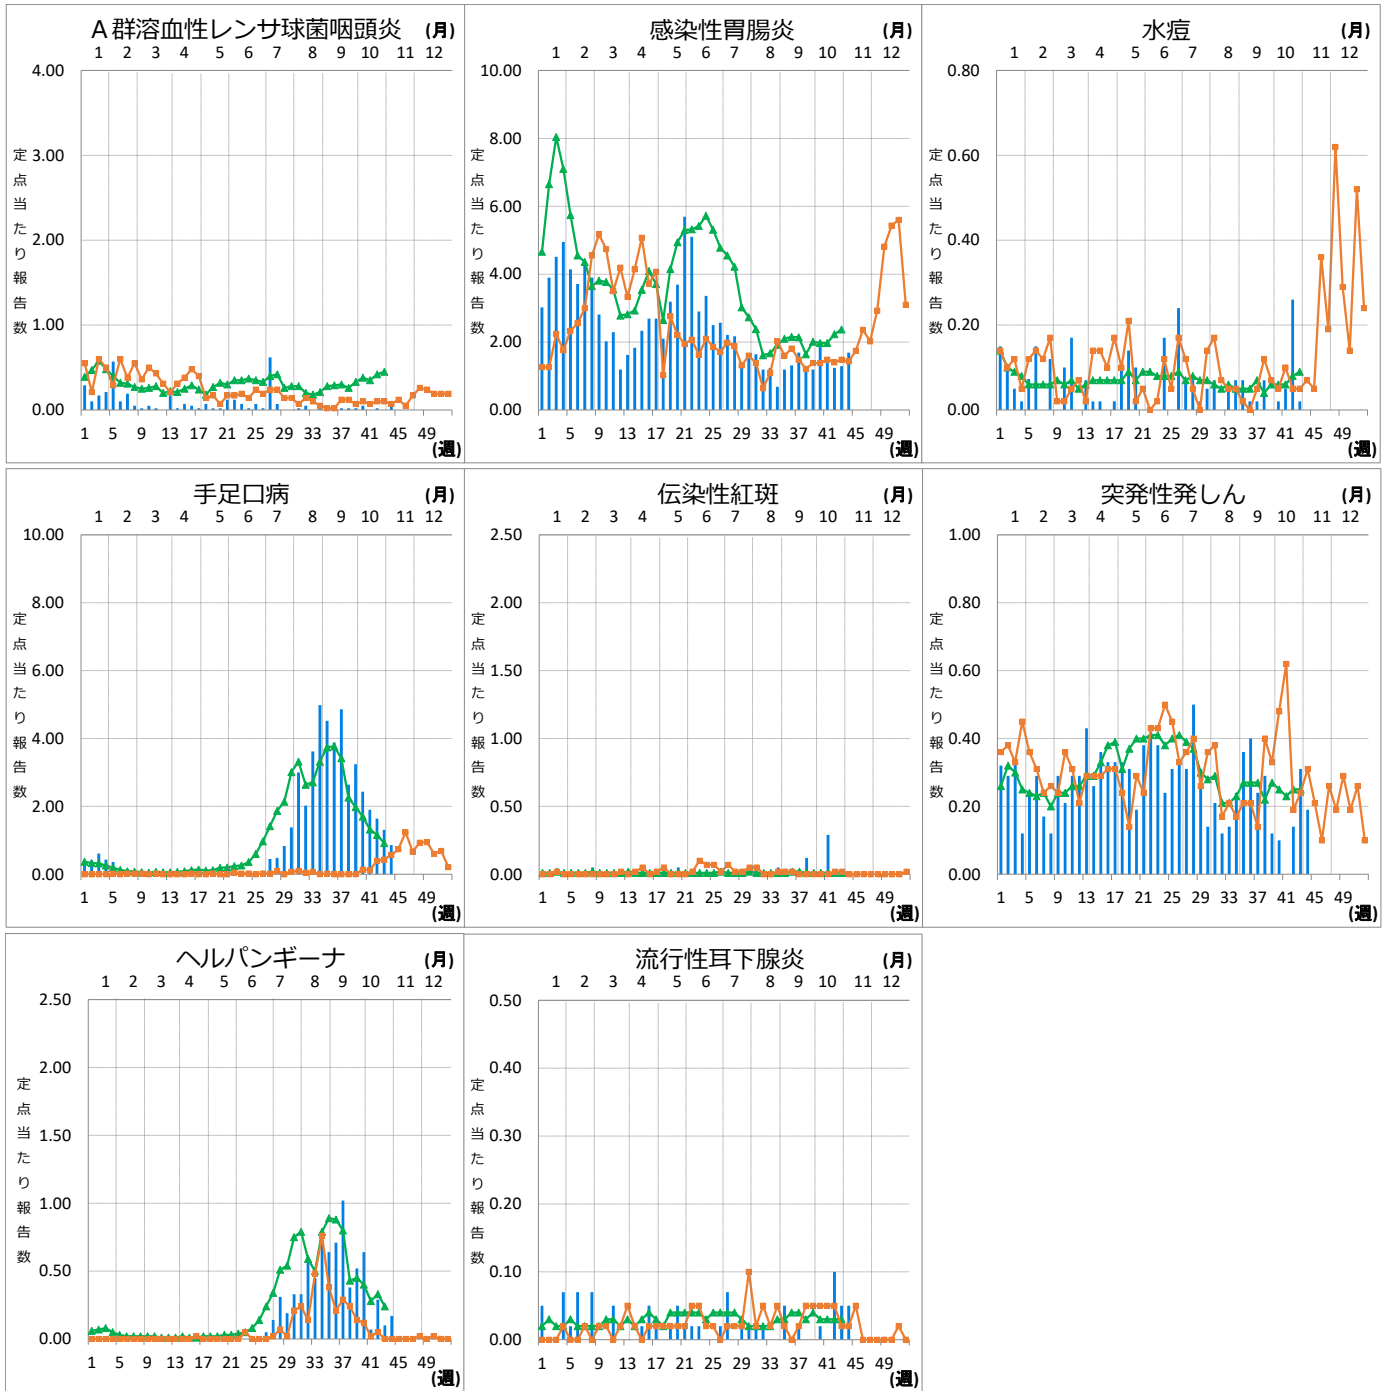 A群溶血性レンサ球菌咽頭炎 (月)
1 2 3 4 5 6 7 8 9 10 11 12
4.00
3.00
2.00
1.00
0.00
定点当たり報告数
1 5 9 13 17 21 25 29 33 37 41 45 49
(週)
感染性胃腸炎 (月)
1 2 3 4 5 6 7 8 9 10 11 12
10.00
8.00
6.00
4.00
2.00
0.00
定点当たり報告数
1 5 9 13 17 21 25 29 33 37 41 45 49
(週)
水痘 (月)
1 2 3 4 5 6 7 8 9 10 11 12
0.80
0.60
0.40
0.20
0.00
定点当たり報告数
1 5 9 13 17 21 25 29 33 37 41 45 49
(週)
手足口病 (月)
1 2 3 4 5 6 7 8 9 10 11 12
10.00
8.00
6.00
4.00
2.00
0.00
定点当たり報告数
1 5 9 13 17 21 25 29 33 37 41 45 49
(週)
伝染性紅斑 (月)
1 2 3 4 5 6 7 8 9 10 11 12
2.50
2.00
1.50
1.00
0.50
0.00
定点当たり報告数
1 5 9 13 17 21 25 29 33 37 41 45 49
(週)
突発性発しん (月)
1 2 3 4 5 6 7 8 9 10 11 12
1.00
0.80
0.60
0.40
0.20
0.00
定点当たり報告数
1 5 9 13 17 21 25 29 33 37 41 45 49
(週)
ヘルパンギーナ (月)
1 2 3 4 5 6 7 8 9 10 11 12
2.50
2.00
1.50
1.00
0.50
0.00
定点当たり報告数
1 5 9 13 17 21 25 29 33 37 41 45 49
(週)
流行性耳下腺炎 (月)
1 2 3 4 5 6 7 8 9 10 11 12
0.50
0.40
0.30
0.20
0.10
0.00
定点当たり報告数
1 5 9 13 17 21 25 29 33 37 41 45 49
(週)